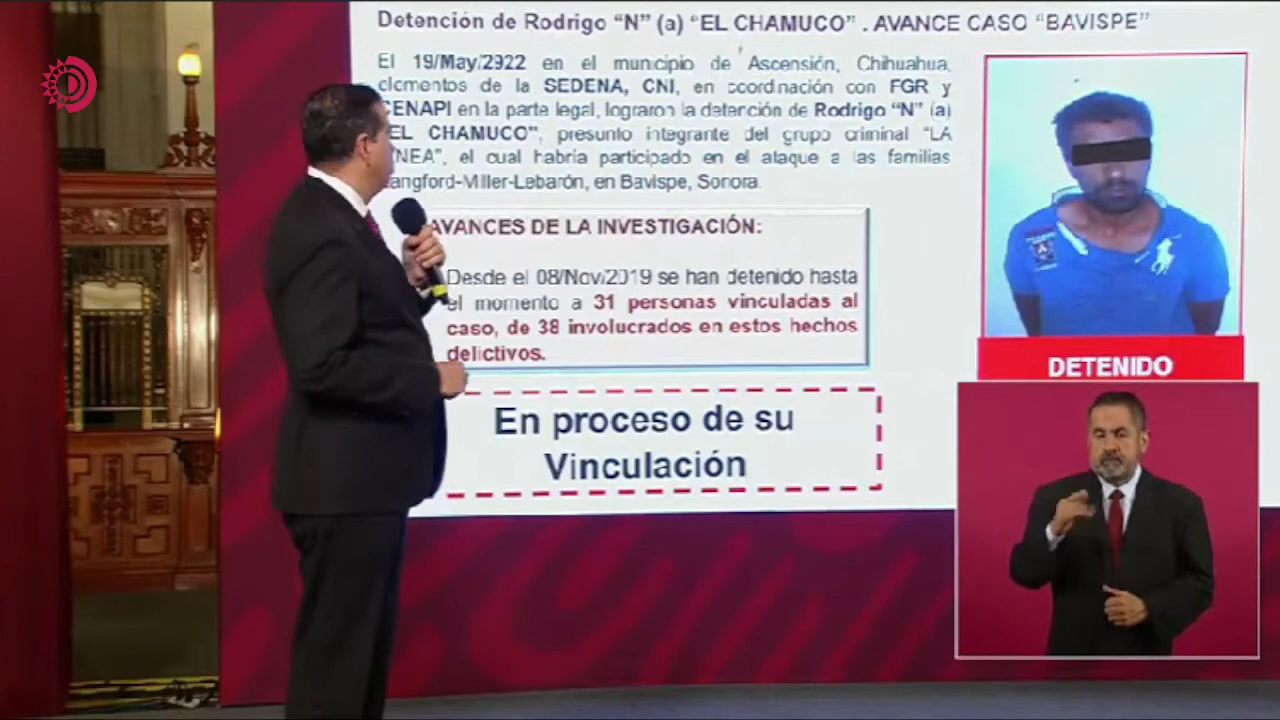 Detención de Rodrigo “N” (a) “EL CHAMUCO” . AVANCE CASO “BAVISPE”
El 19/May/2922 en el municipio de Ascensión, Chihuahua,
elementos de la SEDENA, CNI, en coordinación con FGR y
CENAPI en la parte legal, lograron la detención de Rodrigo “N” (a)
“EL CHAMUCO”, presunto integrante del grupo criminal “LA
NEA”, el cual habría participado en el ataque a las familias
angford-Miller-Lebarón, en Bavispe, Sonora.
AVANCES DE LA INVESTIGACIÓN:
Desde el 08/Nov/2019 se han detenido hasta
el momento a 31 personas vinculadas al
caso, de 38 involucrados en estos hechos
delictivos.
En proceso de su
Vinculación
DETENIDO